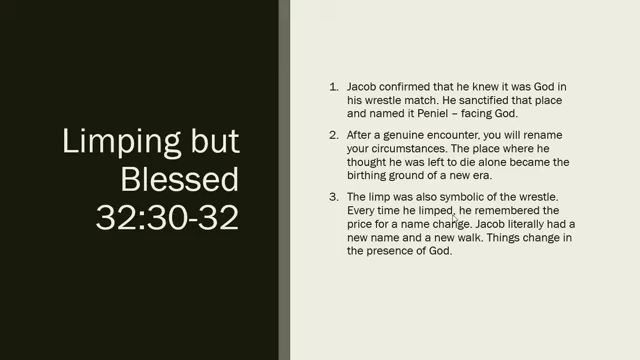 Limping but
Blessed
32:30-32
1. Jacob confirmed that he knew it was God in
his wrestle match. He sanctified that place
and named it Peniel – facing God.
2. After a genuine encounter, you will rename
your circumstances. The place where he
thought he was left to die alone became the
birthing ground of a new era.
3. The limp was also symbolic of the wrestle.
Every time he limped, he remembered the
price for a name change. Jacob literally had a
new name and a new walk. Things change in
the presence of God.